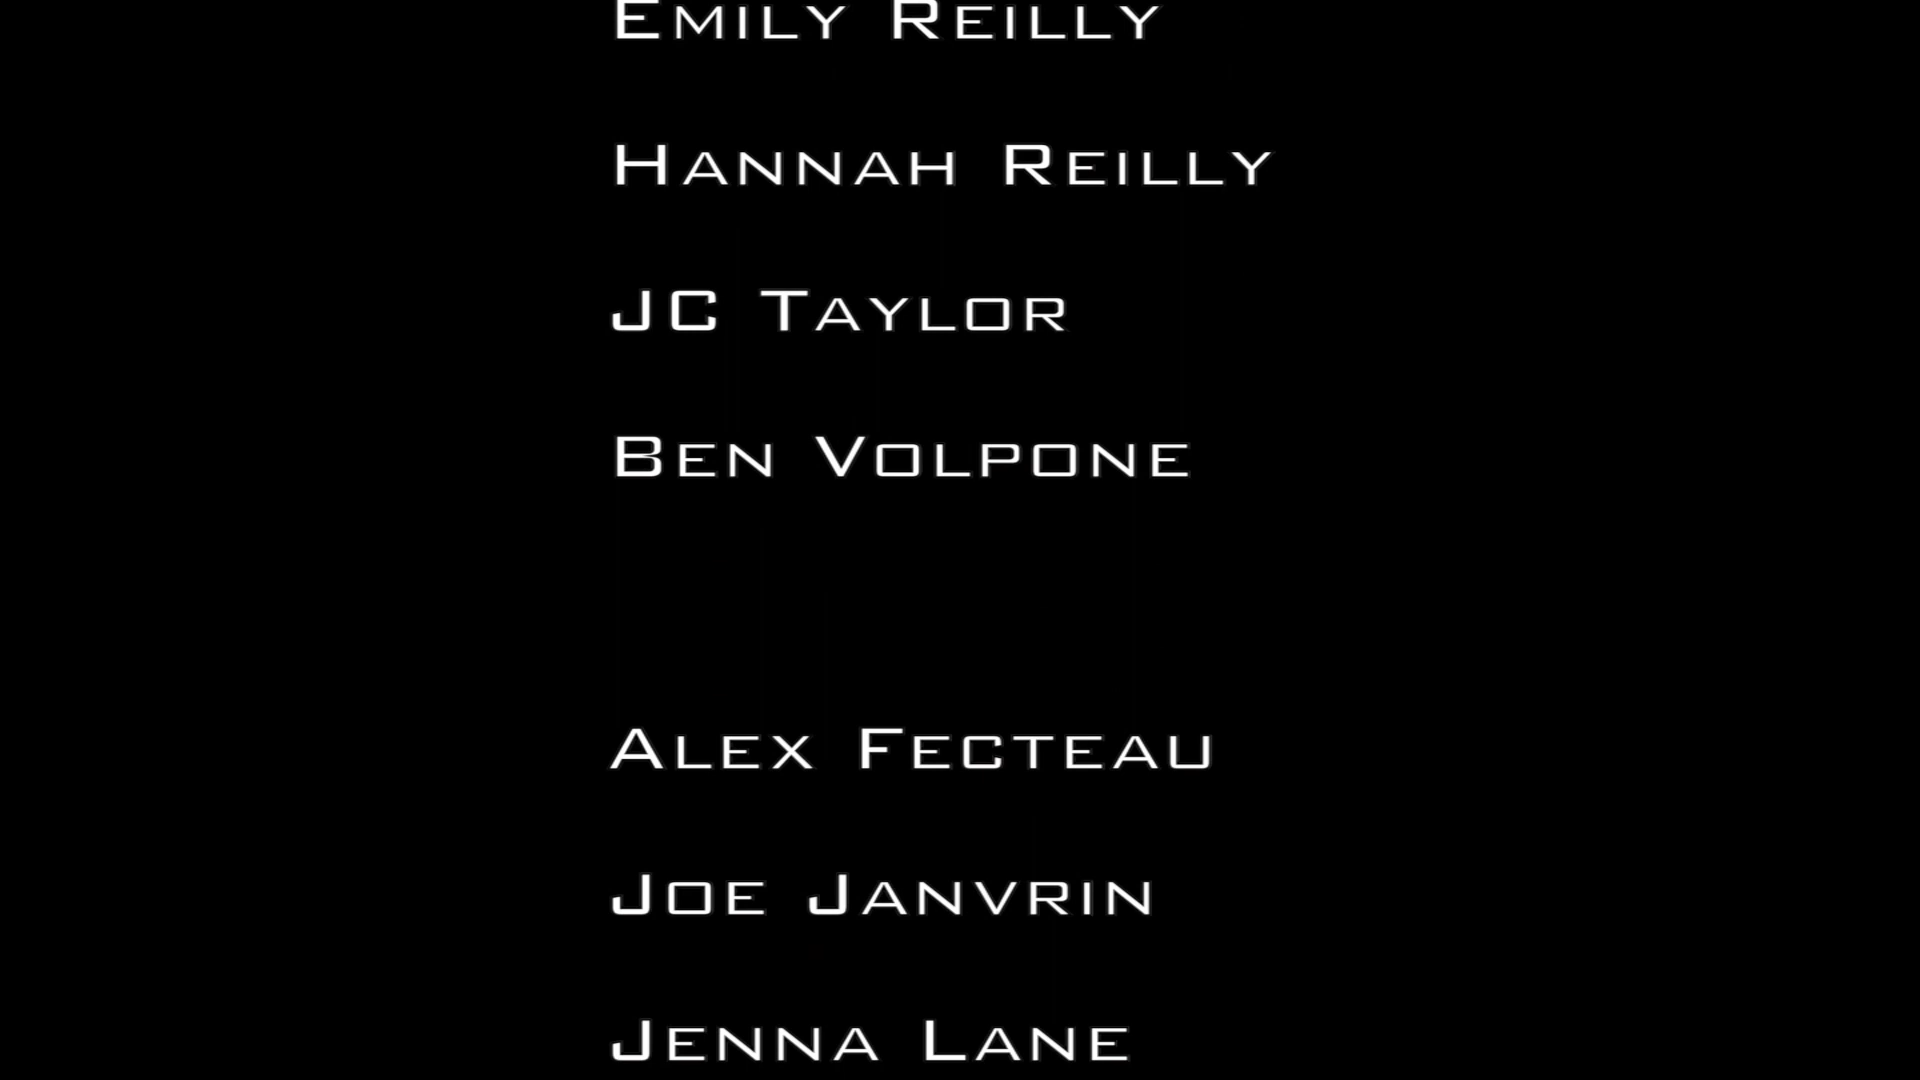 Emily Reilly
Hannah Reilly
JC Taylor
Ben Volpone
Alex Fecteau
Joe Janvrin
Jenna Lane